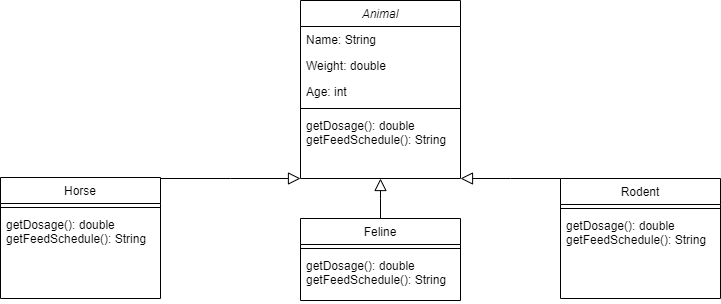 Animal
Name: String
Weight: double
Age: int
getDosage(): double
getFeedSchedule(): String
Horse
getDosage(): double
getFeedSchedule(): String
Feline
getDosage(): double
getFeedSchedule(): String
Rodent
getDosage(): double
getFeedSchedule(): String